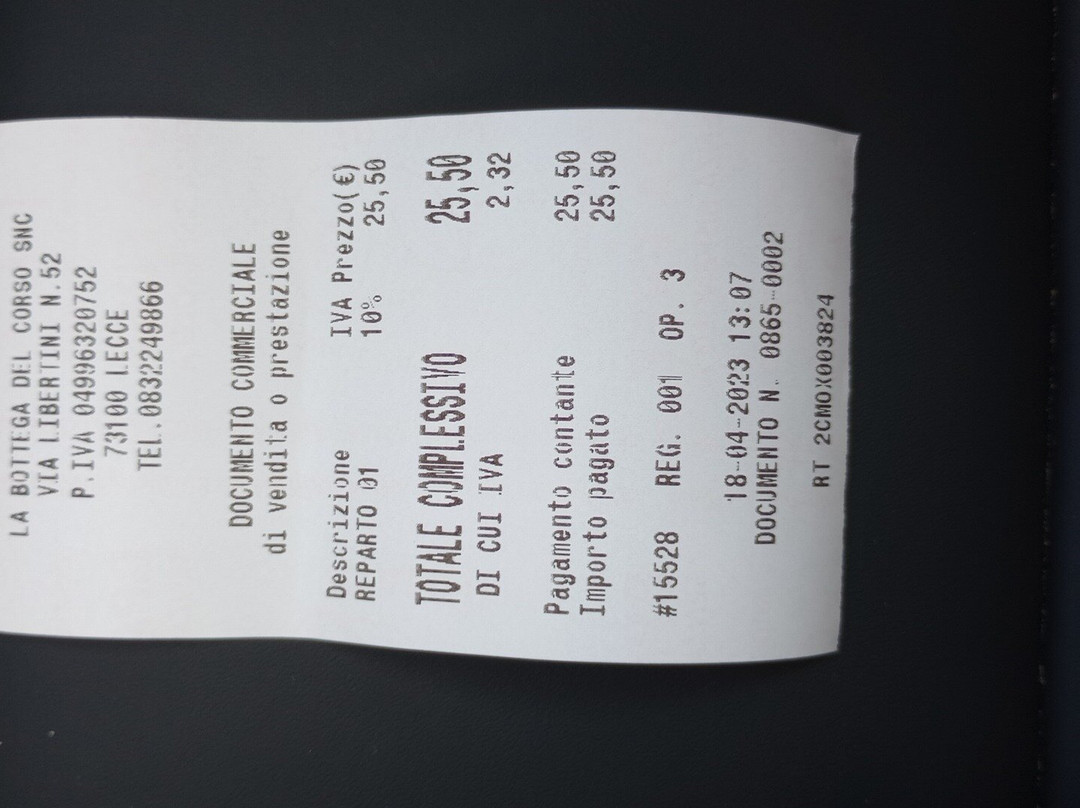 LA BOTTEGA DEL CORSO SNC
VIA LIBERTINI N.52
P.IVA 04996320752
73100 LECCE
TEL.0832249866
DOCUMENTO COMMERCIALE
di vendita o prestazione
Descrizione IVA Prezzo(€)
REPARTO 01 10% 25,50
TOTALE COMPLESSIVO 25,50
DI CUI IVA 2,32
Pagamento contante 25,50
Importo pagato 25,50
#15528 REG. 001 OP. 3
18-04-2023 13:07
DOCUMENTO N. 0865-0002
RT 2CMOX003824